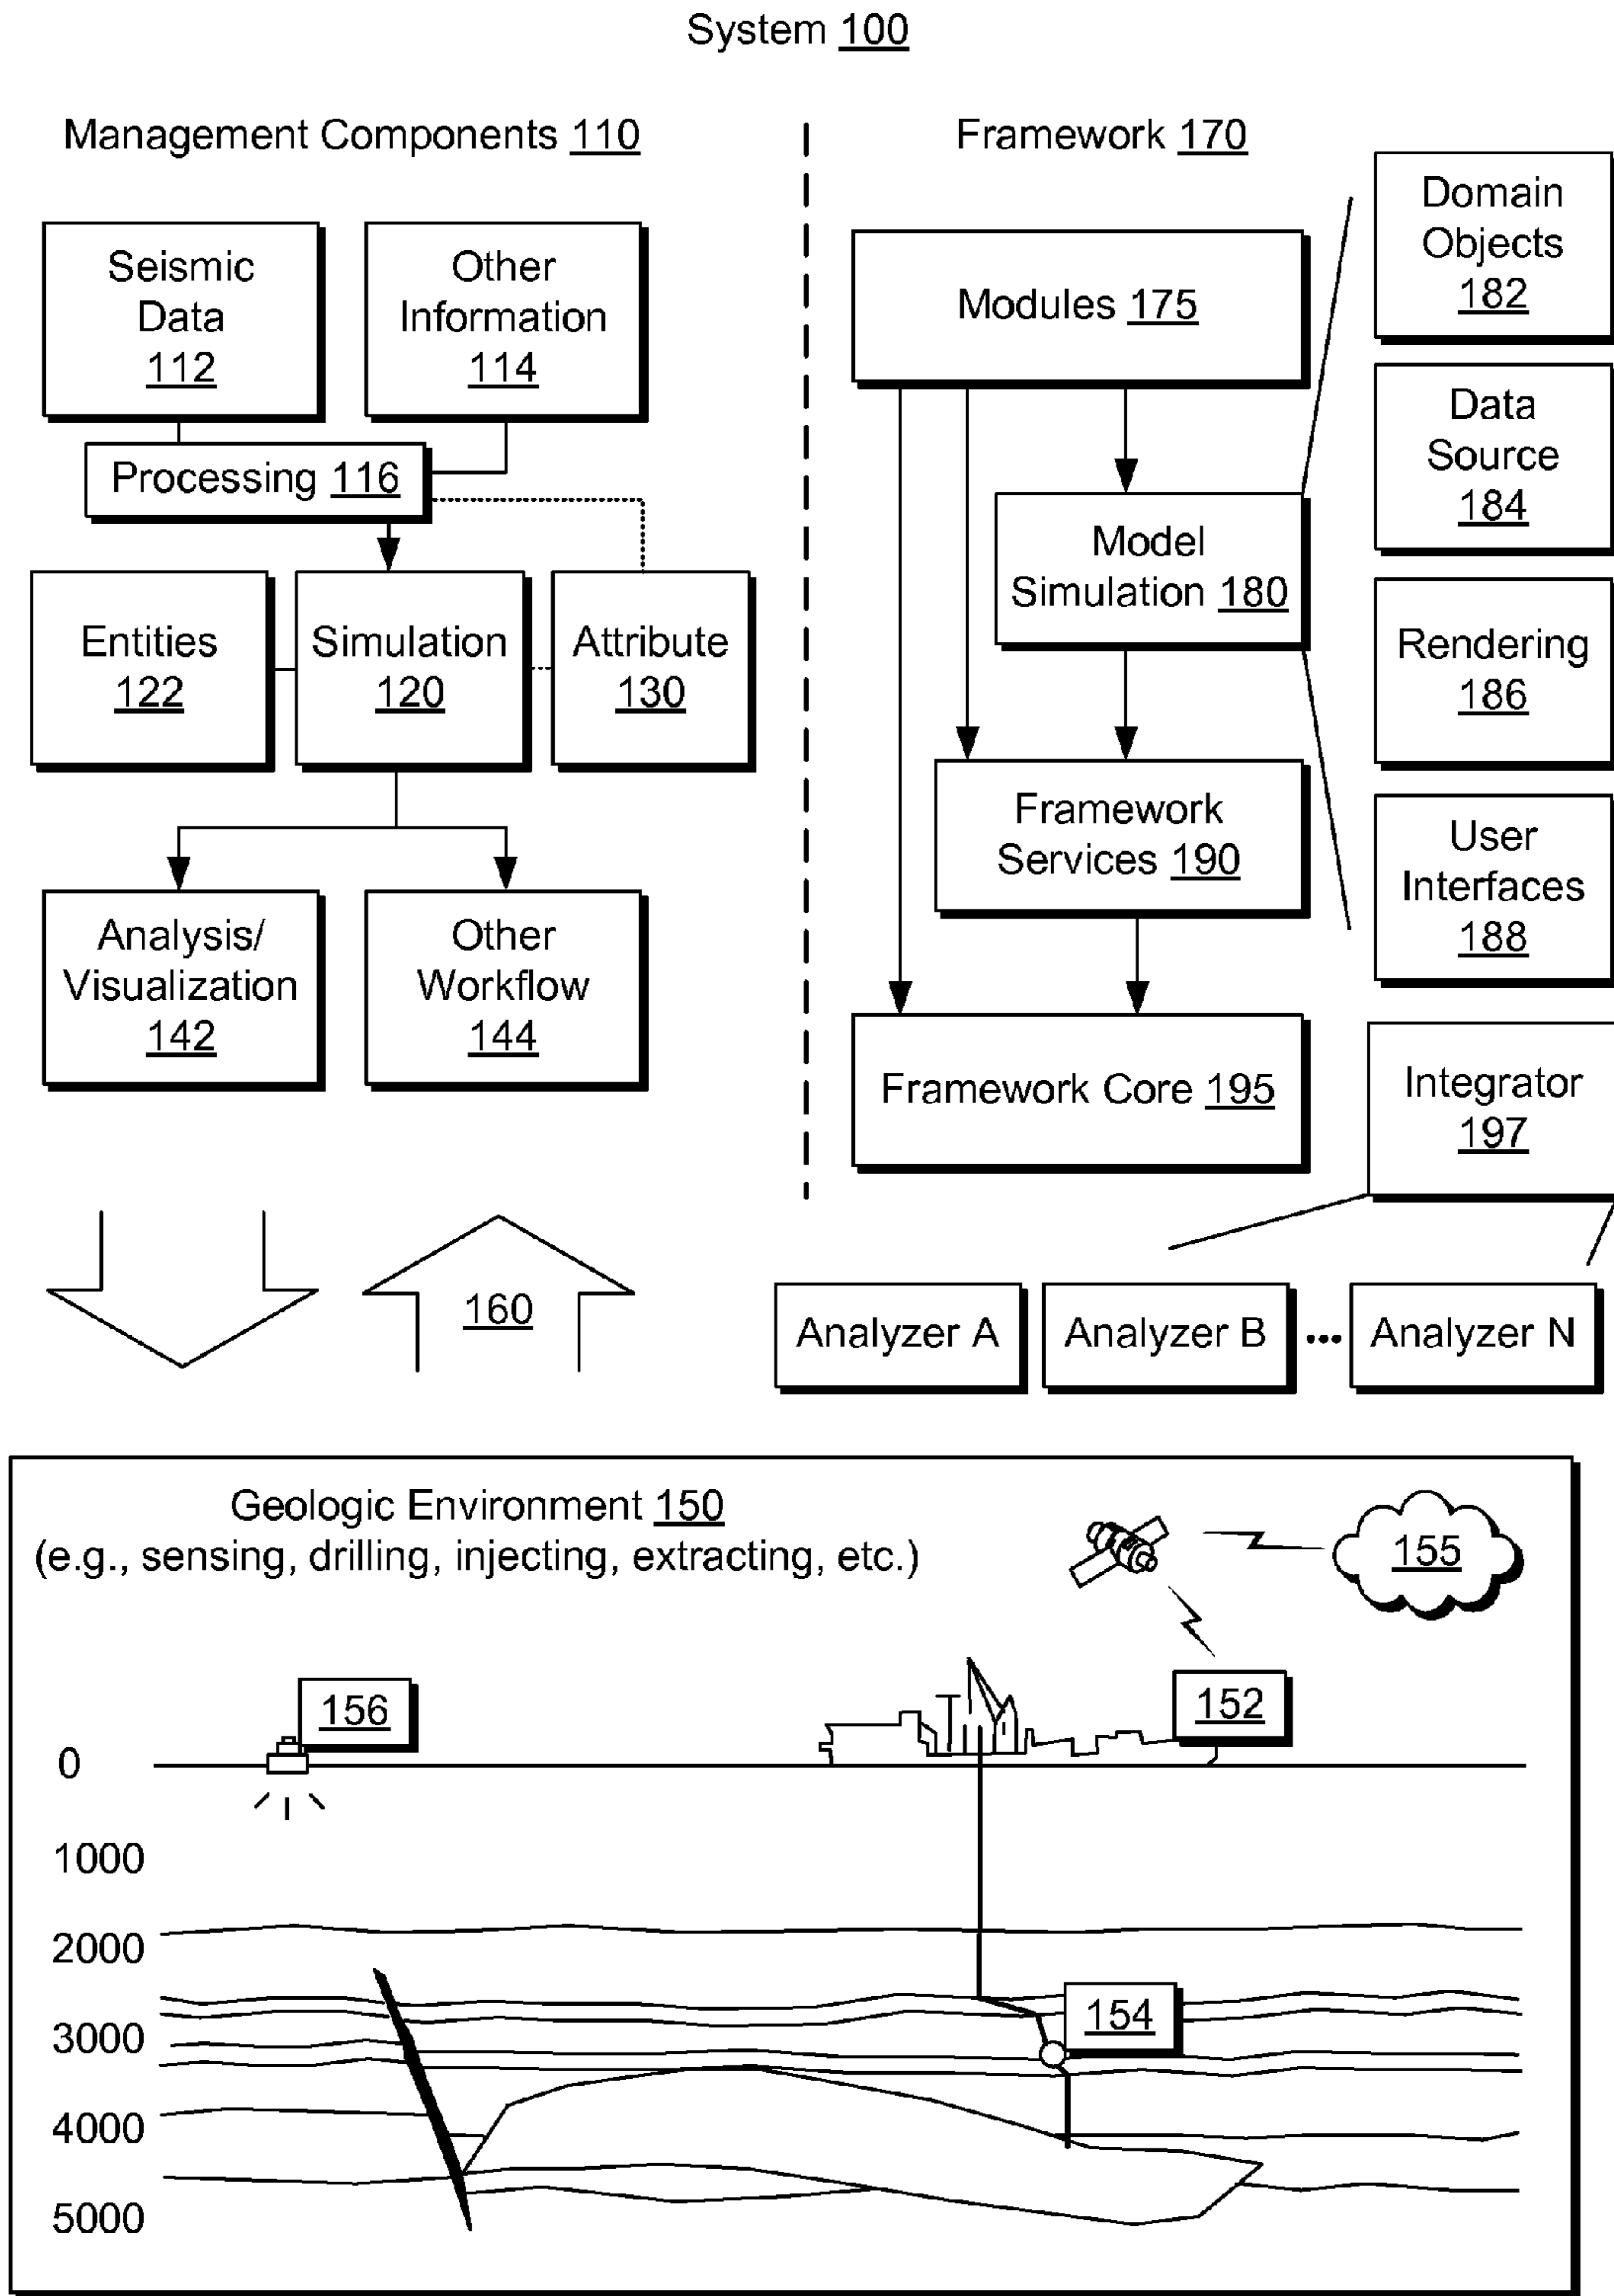 System 100
Management Components 110
Seismic
Data
112
Other
Information
114
Processing 116
Entities
122
Simulation
120
Attribute
130
Analysis/
Visualization
142
Other
Workflow
144
Framework 170
Modules 175
Model
Simulation 180
Framework
Services 190
Framework Core 195
Domain
Objects
182
Data
Source
184
Rendering
186
User
Interfaces
188
Integrator
197
160
Analyzer A
Analyzer B
...
Analyzer N
Geologic Environment 150
(e.g., sensing, drilling, injecting, extracting, etc.)
155
156
152
0
1000
2000
154
3000
4000
5000